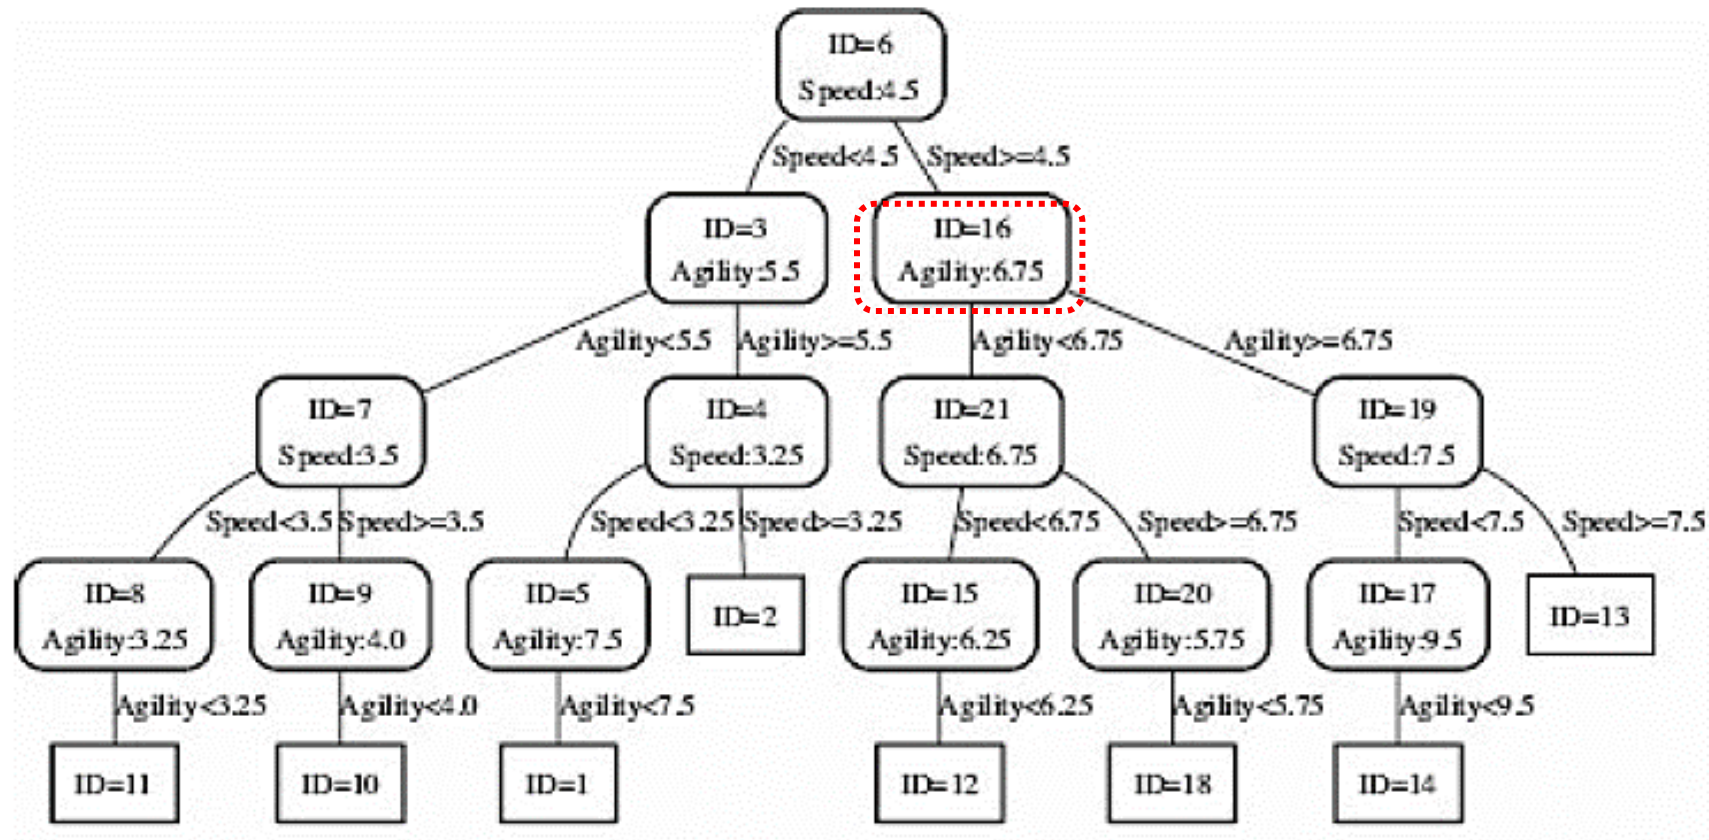 ID=6
Speed:4.5
Speed<4.5 Speed>=4.5
ID=3 ID=16
Agility:5.5 Agility:6.75
Agility<5.5 Agility>=5.5 Agility<6.75 Agility>=6.75
ID=7 ID=4 ID=21 ID=19
Speed:3.5 Speed:3.25 Speed:6.75 Speed:7.5
Speed<3.5 Speed>=3.5 Speed<3.25 Speed>=3.25 Speed<6.75 Speed>=6.75 Speed<7.5 Speed>=7.5
ID=8 ID=9 ID=5 ID=2 ID=15 ID=20 ID=17 ID=13
Agility:3.25 Agility:4.0 Agility:7.5 Agility:6.25 Agility:5.75 Agility:9.5
Agility<3.25 Agility<4.0 Agility<7.5 Agility<6.25 Agility<5.75 Agility<9.5
ID=11 ID=10 ID=1 ID=12 ID=18 ID=14